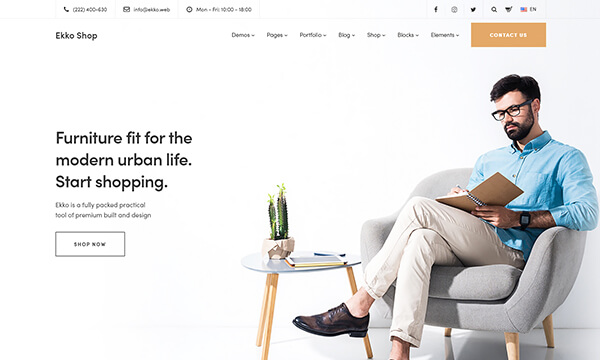 (222) 400-630
info@ekko.web
Mon - Fri: 10:00 - 18:00
EN
Ekko Shop
Demos
Pages
Portfolio
Blog
Shop
Blocks
Elements
CONTACT US
Furniture fit for the
modern urban life.
Start shopping.
Ekko is a fully packed practical
tool of premium built and design
SHOP NOW